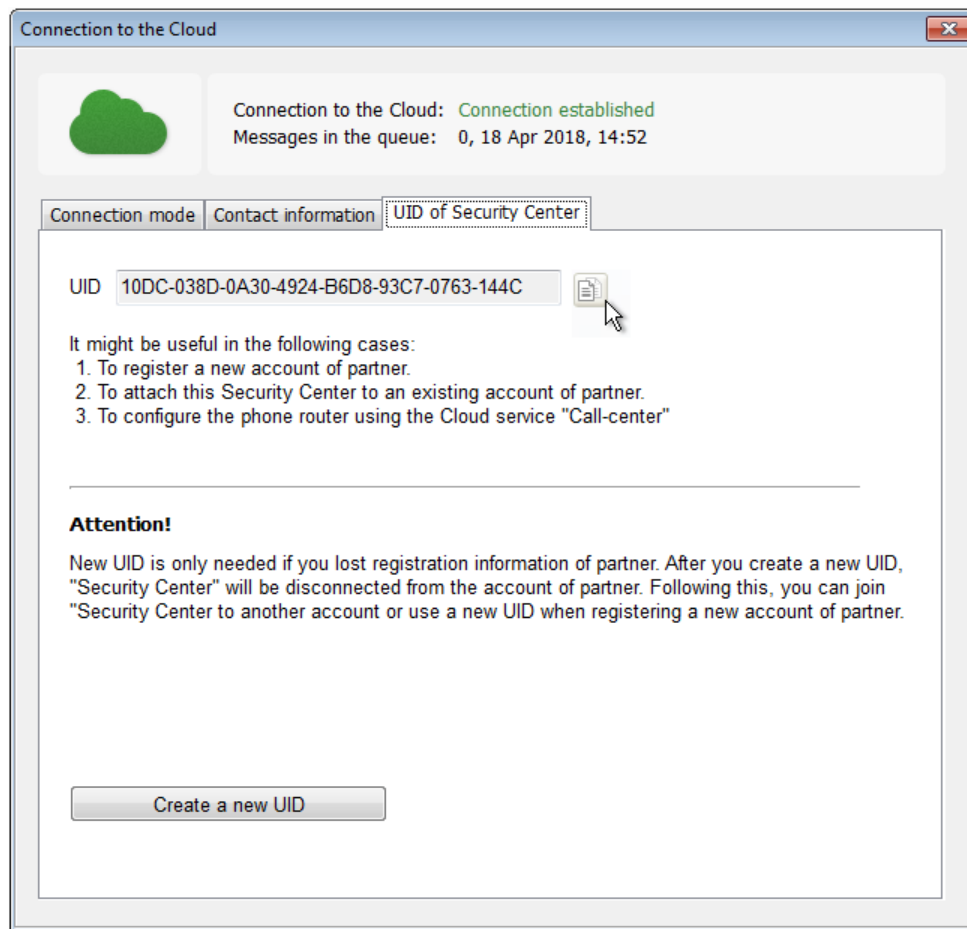 Connection to the Cloud
Connection to the Cloud: Connection established
Messages in the queue: 0, 18 Apr 2018, 14:52
Connection mode Contact information UID of Security Center
UID 10DC-038D-0A30-4924-B6D8-93C7-0763-144C
It might be useful in the following cases:
1. To register a new account of partner.
2. To attach this Security Center to an existing account of partner.
3. To configure the phone router using the Cloud service "Call-center"
Attention!
New UID is only needed if you lost registration information of partner. After you create a new UID,
"Security Center" will be disconnected from the account of partner. Following this, you can join
"Security Center to another account or use a new UID when registering a new account of partner.
Create a new UID